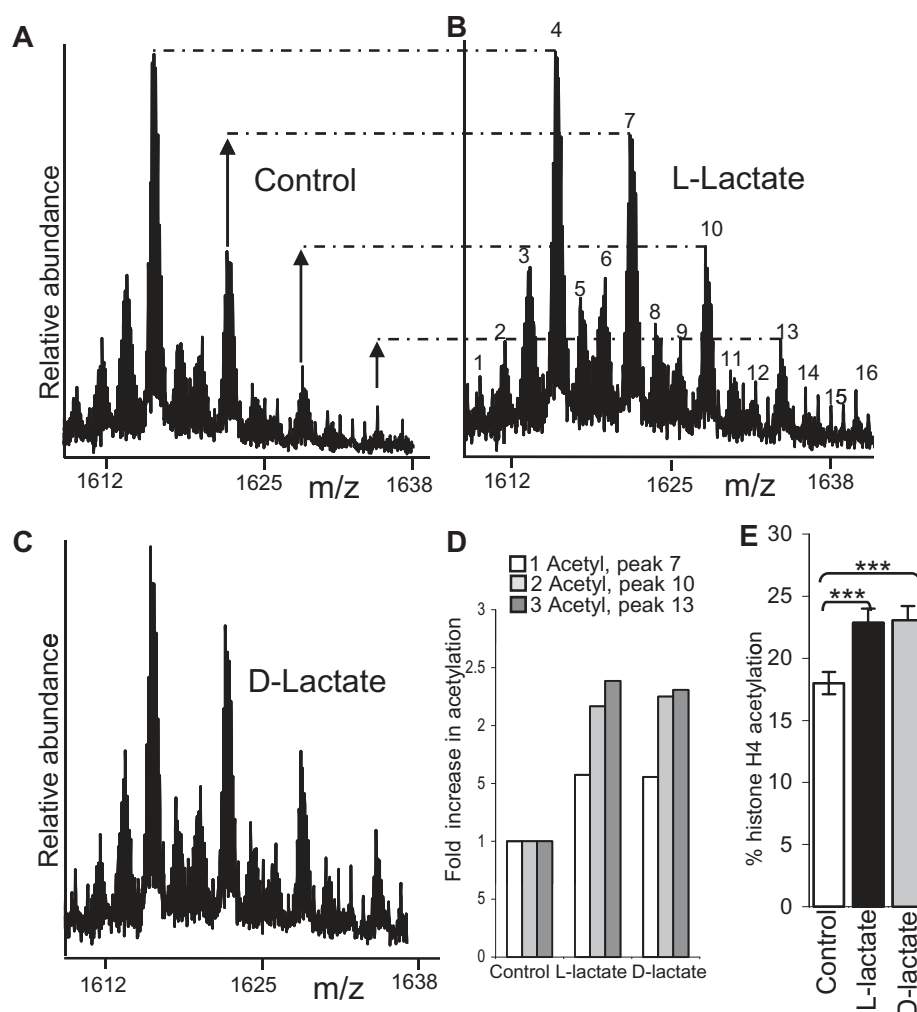 A
B
Control
L-Lactate
1
2
3
4
5
6
7
8
9
10
11
12
13
14
15
16
Relative abundance
1612
1625
m/z
1638
1612
1625
m/z
1638
C
D-Lactate
Relative abundance
1612
1625
m/z
1638
D
1 Acetyl, peak 7
2 Acetyl, peak 10
3 Acetyl, peak 13
Fold increase in acetylation
3
2.5
2
5
1
5
0
Control
L-lactate
D-lactate
E
% histone H4 acetylation
30
25
20
15
10
5
0
***
***
Control
L-lactate
D-lactate